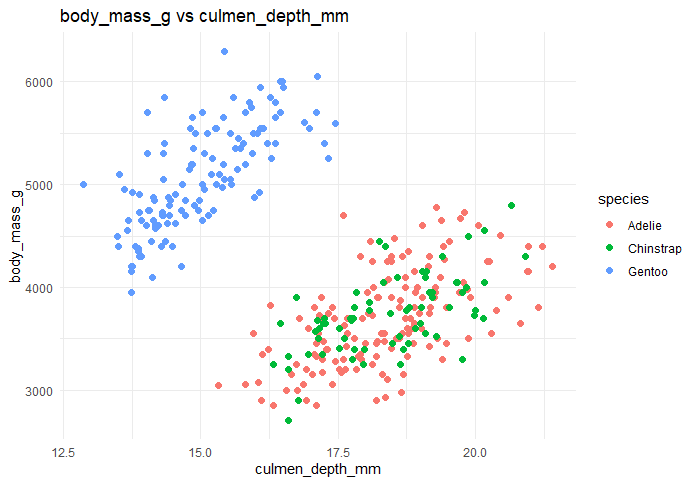 body_mass_g vs culmen_depth_mm
body_mass_g
6000
5000
4000
3000
12.5
15.0
17.5
20.0
culmen_depth_mm
species
Adelie
Chinstrap
Gentoo